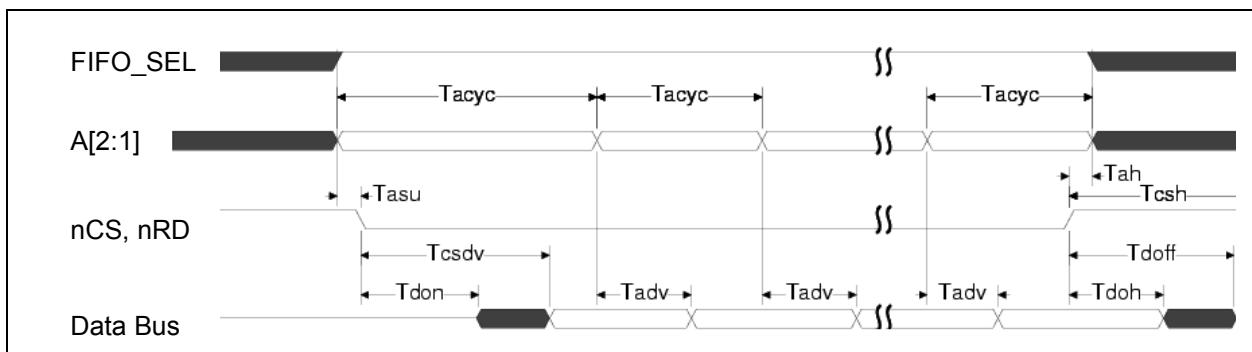 FIFO_SEL
Tacyc Tacyc Tacyc
A[2:1]
Tah
Tasu Tcsh
nCS, nRD
Tcsdv Tdoff
Tdon Tadv Tadv Tadv Tdoh
Data Bus